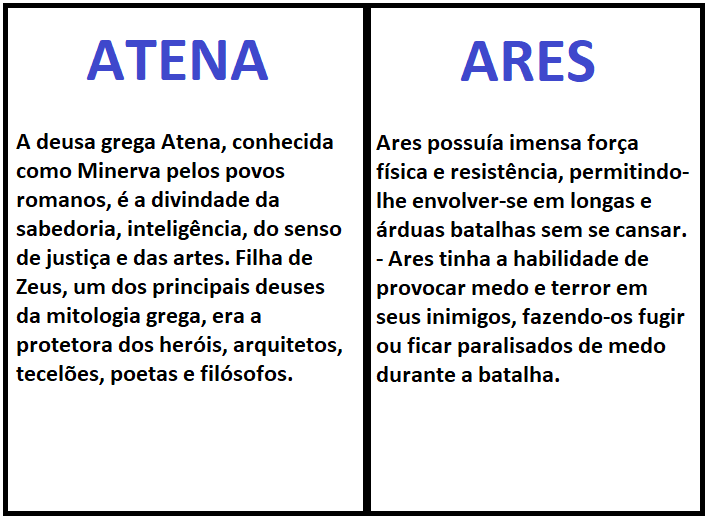 ATENA
A deusa grega Atena, conhecida
como Minerva pelos povos
romanos, é a divindade da
sabedoria, inteligência, do senso
de justiça e das artes. Filha de
Zeus, um dos principais deuses
da mitologia grega, era a
protetora dos heróis, arquitetos,
tecelões, poetas e filósofos.
ARES
Ares possuía imensa força
física e resistência, permitindo-
lhe envolver-se em longas e
árduas batalhas sem se cansar.
- Ares tinha a habilidade de
provocar medo e terror em
seus inimigos, fazendo-os fugir
ou ficar paralisados de medo
durante a batalha.